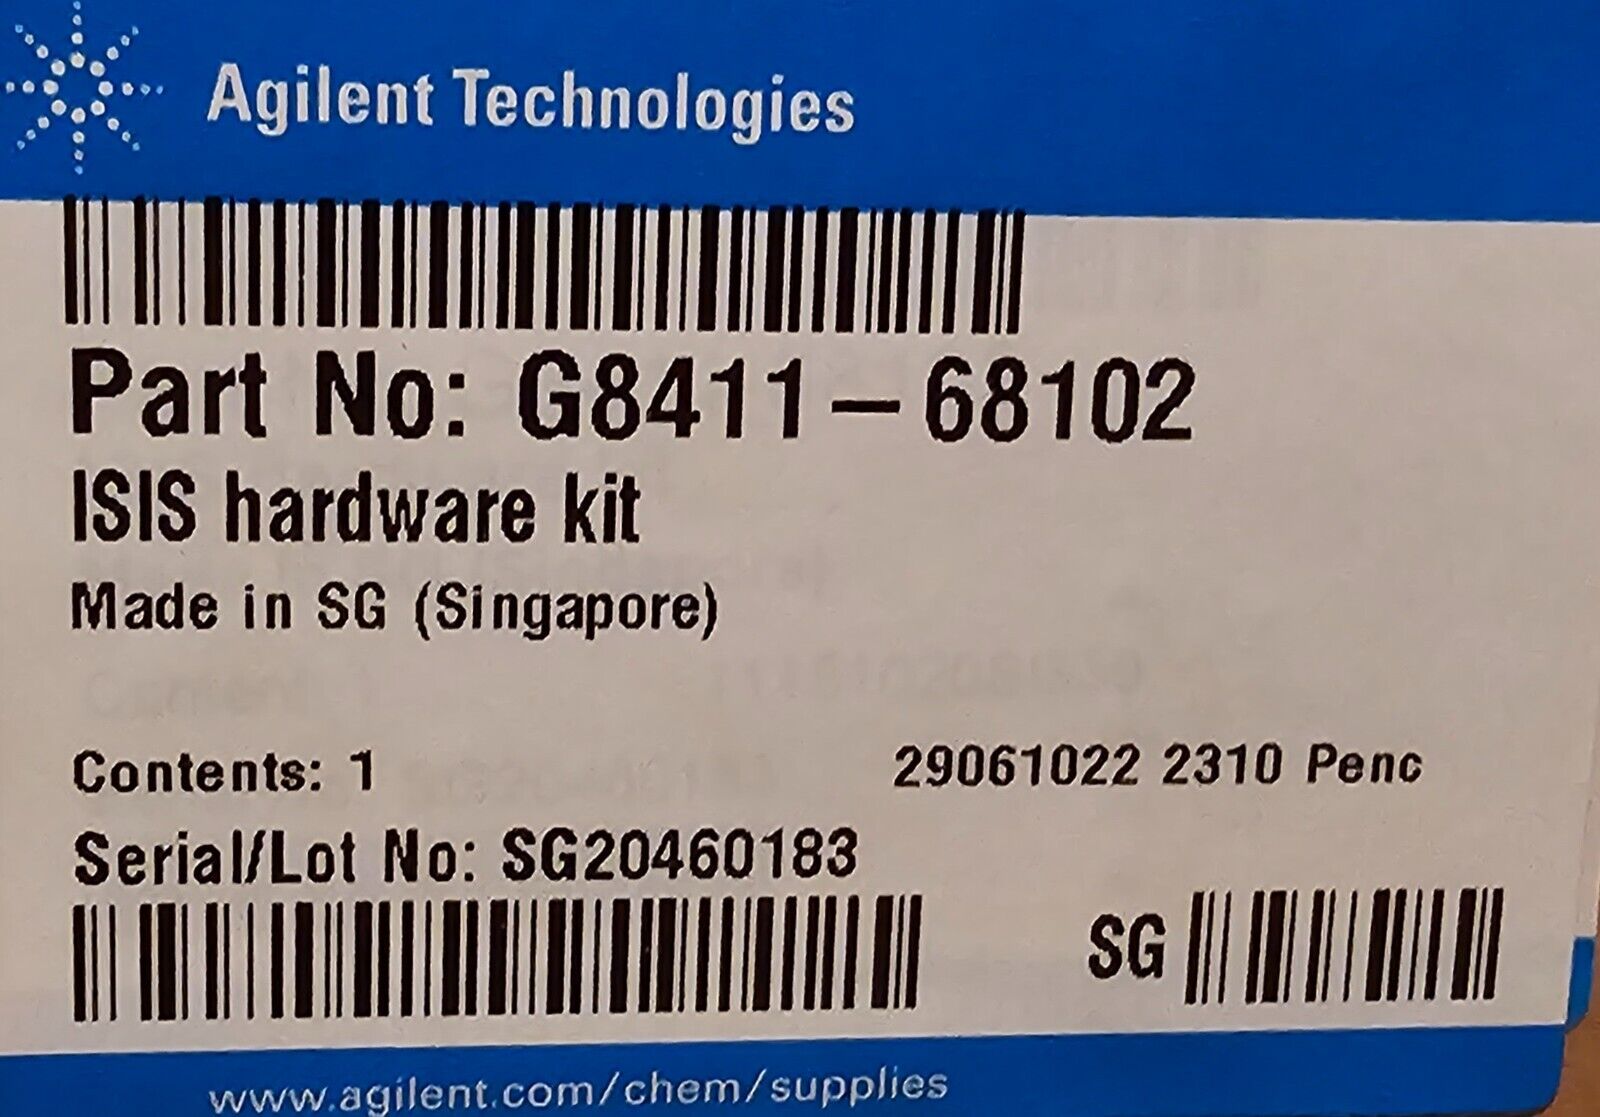 Agilent Technologies
Part No: G8411-68102
ISIS hardware kit
Made in SG (Singapore)
Contents: 1 29061022 2310 Penc
Serial/Lot No: SG20460183
SG
www.agilent.com/chem/supplies